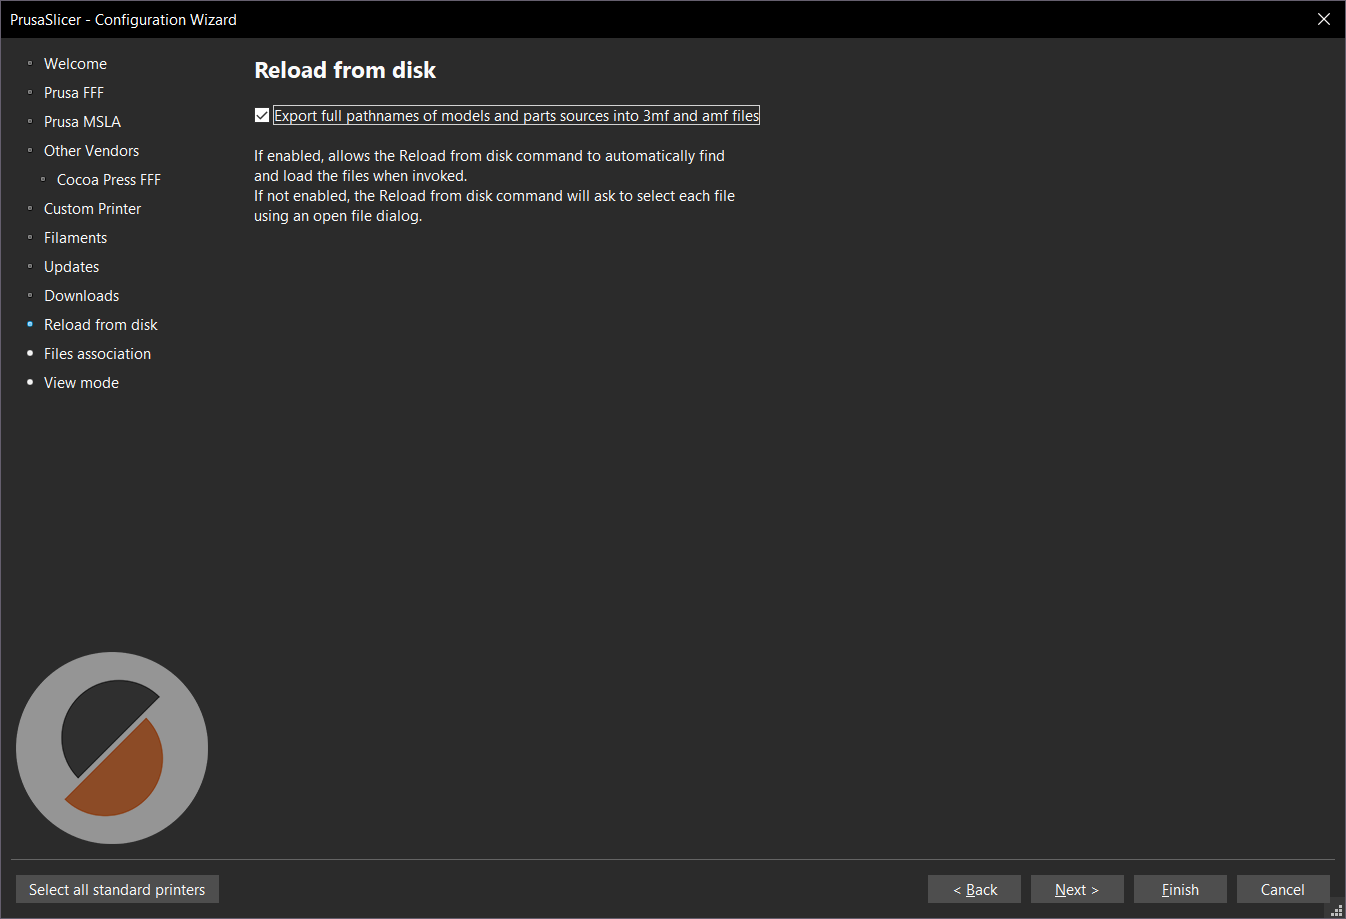 PrusaSlicer - Configuration Wizard
Welcome
Prusa FFF
Prusa MSLA
Other Vendors
Cocoa Press FFF
Custom Printer
Filaments
Updates
Downloads
Reload from disk
Files association
View mode
Reload from disk
Export full pathnames of models and parts sources into 3mf and amf files
If enabled, allows the Reload from disk command to automatically find
and load the files when invoked.
If not enabled, the Reload from disk command will ask to select each file
using an open file dialog.
Select all standard printers
< Back
Next >
Finish
Cancel